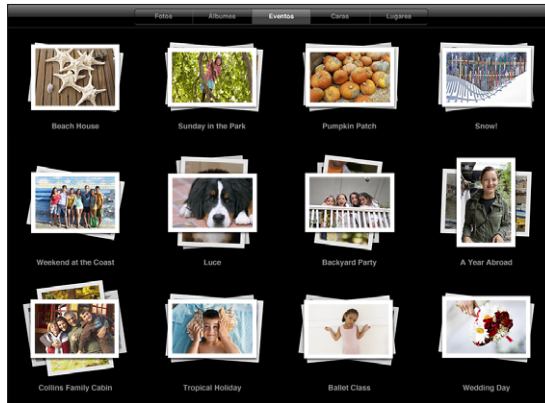 Fotos Álbumes Eventos Caras Lugares
Beach House Sunday in the Park Pumpkin Patch Snow!
Weekend at the Coast Luce Backyard Party A Year Abroad
Collins Family Cabin Tropical Holiday Ballet Class Wedding Day